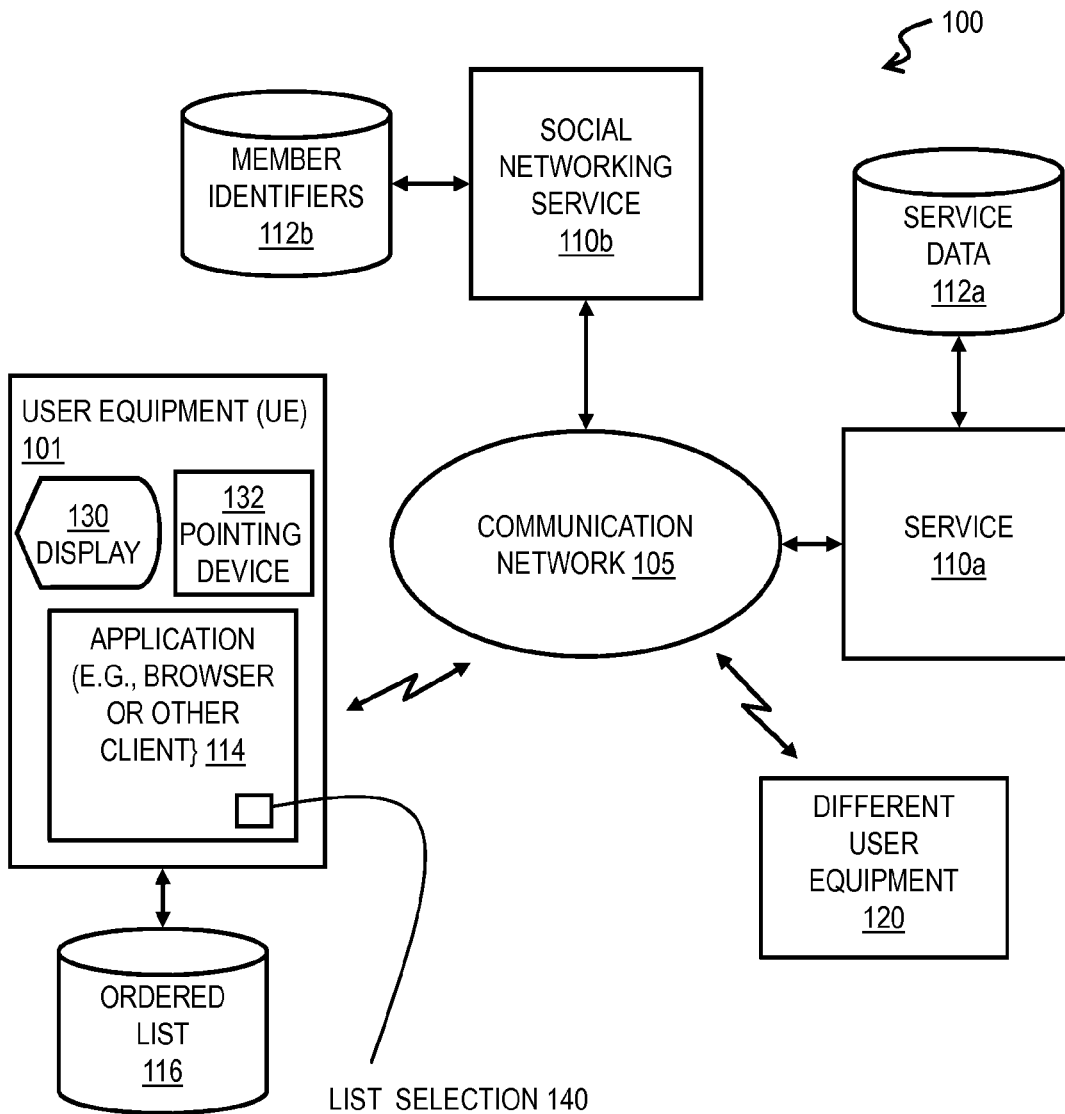 100
SOCIAL
NETWORKING
SERVICE
110b
MEMBER
IDENTIFIERS
112b
SERVICE
DATA
112a
USER EQUIPMENT (UE)
101
130
DISPLAY
132
POINTING
DEVICE
COMMUNICATION
NETWORK 105
SERVICE
110a
APPLICATION
(E.G., BROWSER
OR OTHER
CLIENT} 114
DIFFERENT
USER
EQUIPMENT
120
ORDERED
LIST
116
LIST SELECTION 140